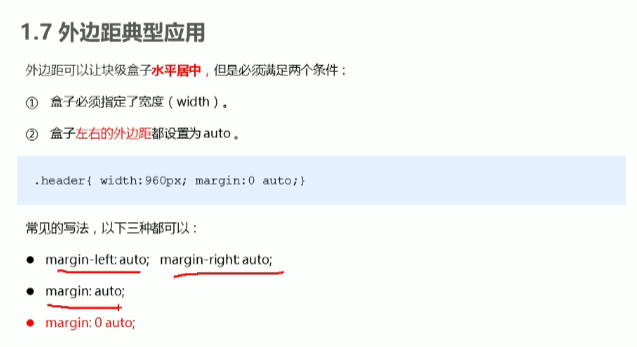 1.7 外边距典型应用
外边距可以让块级盒子水平居中，但是必须满足两个条件：
① 盒子必须指定了宽度（width）。
② 盒子左右的外边距都设置为 auto 。
.header{ width:960px; margin:0 auto;}
常见的写法，以下三种都可以：
● margin-left: auto; margin-right: auto;
● margin: auto;
● margin: 0 auto;